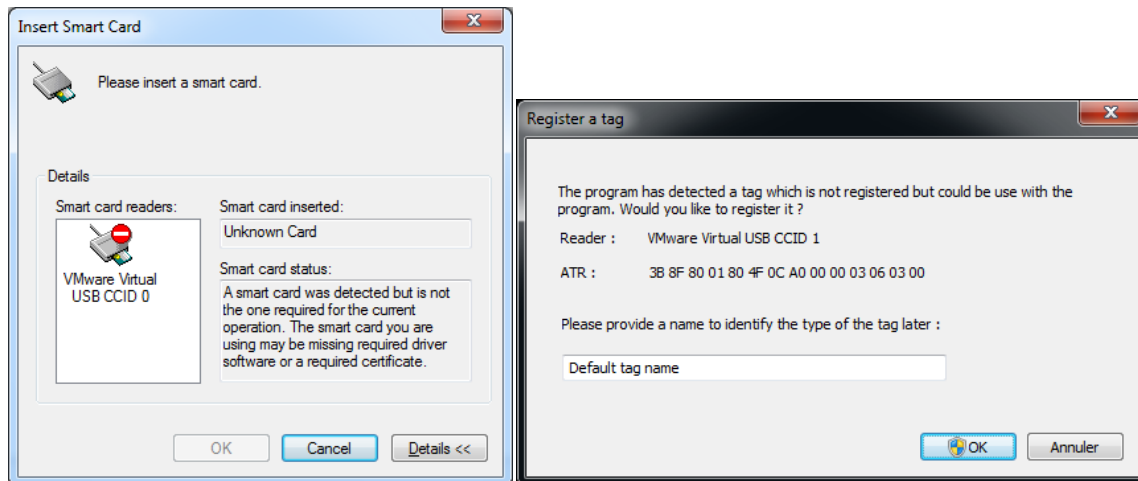 Insert Smart Card
Please insert a smart card.
Details
Smart card readers:
VMware Virtual
USB CCID 0
Smart card inserted:
Unknown Card
Smart card status:
A smart card was detected but is not
the one required for the current
operation. The smart card you are
using may be missing required driver
software or a required certificate.
OK
Cancel
Details <<
Register a tag
The program has detected a tag which is not registered but could be use with the
program. Would you like to register it ?
Reader : VMware Virtual USB CCID 1
ATR : 3B 8F 80 01 80 4F 0C A0 00 00 03 06 03 00
Please provide a name to identify the type of the tag later :
Default tag name
OK
Annuler